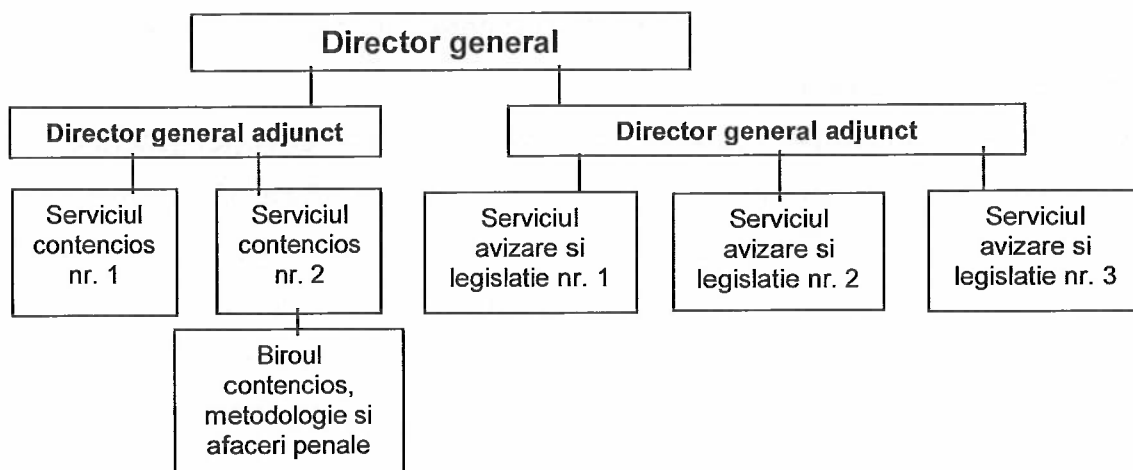 Director general
Director general adjunct
Director general adjunct
Serviciul
contencios
nr. 1
Serviciul
contencios
nr. 2
Serviciul
avizare si
legislatie nr. 1
Serviciul
avizare si
legislatie nr. 2
Serviciul
avizare si
legislatie nr. 3
Biroul
contencios,
metodologie si
afaceri penale